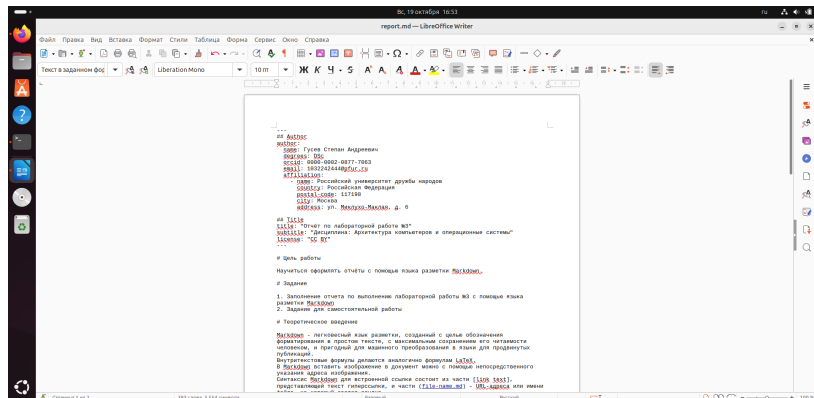 Вс, 19 октября 16:53
ru
report.md — LibreOffice Writer
Файл Правка Вид Вставка Формат Стили Таблица Форма Сервис Окно Справка
Текст в заданном фор
Liberation Mono
10 пт
---
## Author
author:
name: Гусев Степан Андреевич
degrees: DSc
orcid: 0000-0002-0877-7063
email: 1032242444@pfur.ru
affiliation:
- name: Российский университет дружбы народов
country: Российская Федерация
postal-code: 117198
city: Москва
address: ул. Миклухо-Маклая, д. 6
## Title
title: "Отчёт по лабораторной работе №3"
subtitle: "Дисциплина: Архитектура компьютеров и операционные системы"
license: "CC BY"
---
# Цель работы
Научиться оформлять отчёты с помощью языка разметки Markdown.
# Задание
1. Заполнение отчета по выполнению лабораторной работы №3 с помощью языка
разметки Markdown
2. Задание для самостоятельной работы
# Теоретическое введение
Markdown - легковесный язык разметки, созданный с целью обозначения
форматирования в простом тексте, с максимальным сохранением его читаемости
человеком, и пригодный для машинного преобразования в языки для продвинутых
публикаций.
Внутритекстовые формулы делаются аналогично формулам LaTeX.
В Markdown вставить изображение в документ можно с помощью непосредственного
указания адреса изображения.
Синтаксис Markdown для встроенной ссылки состоит из части [link text],
представляющей текст гиперссылки, и части (file-name.md) – URL-адреса или имени